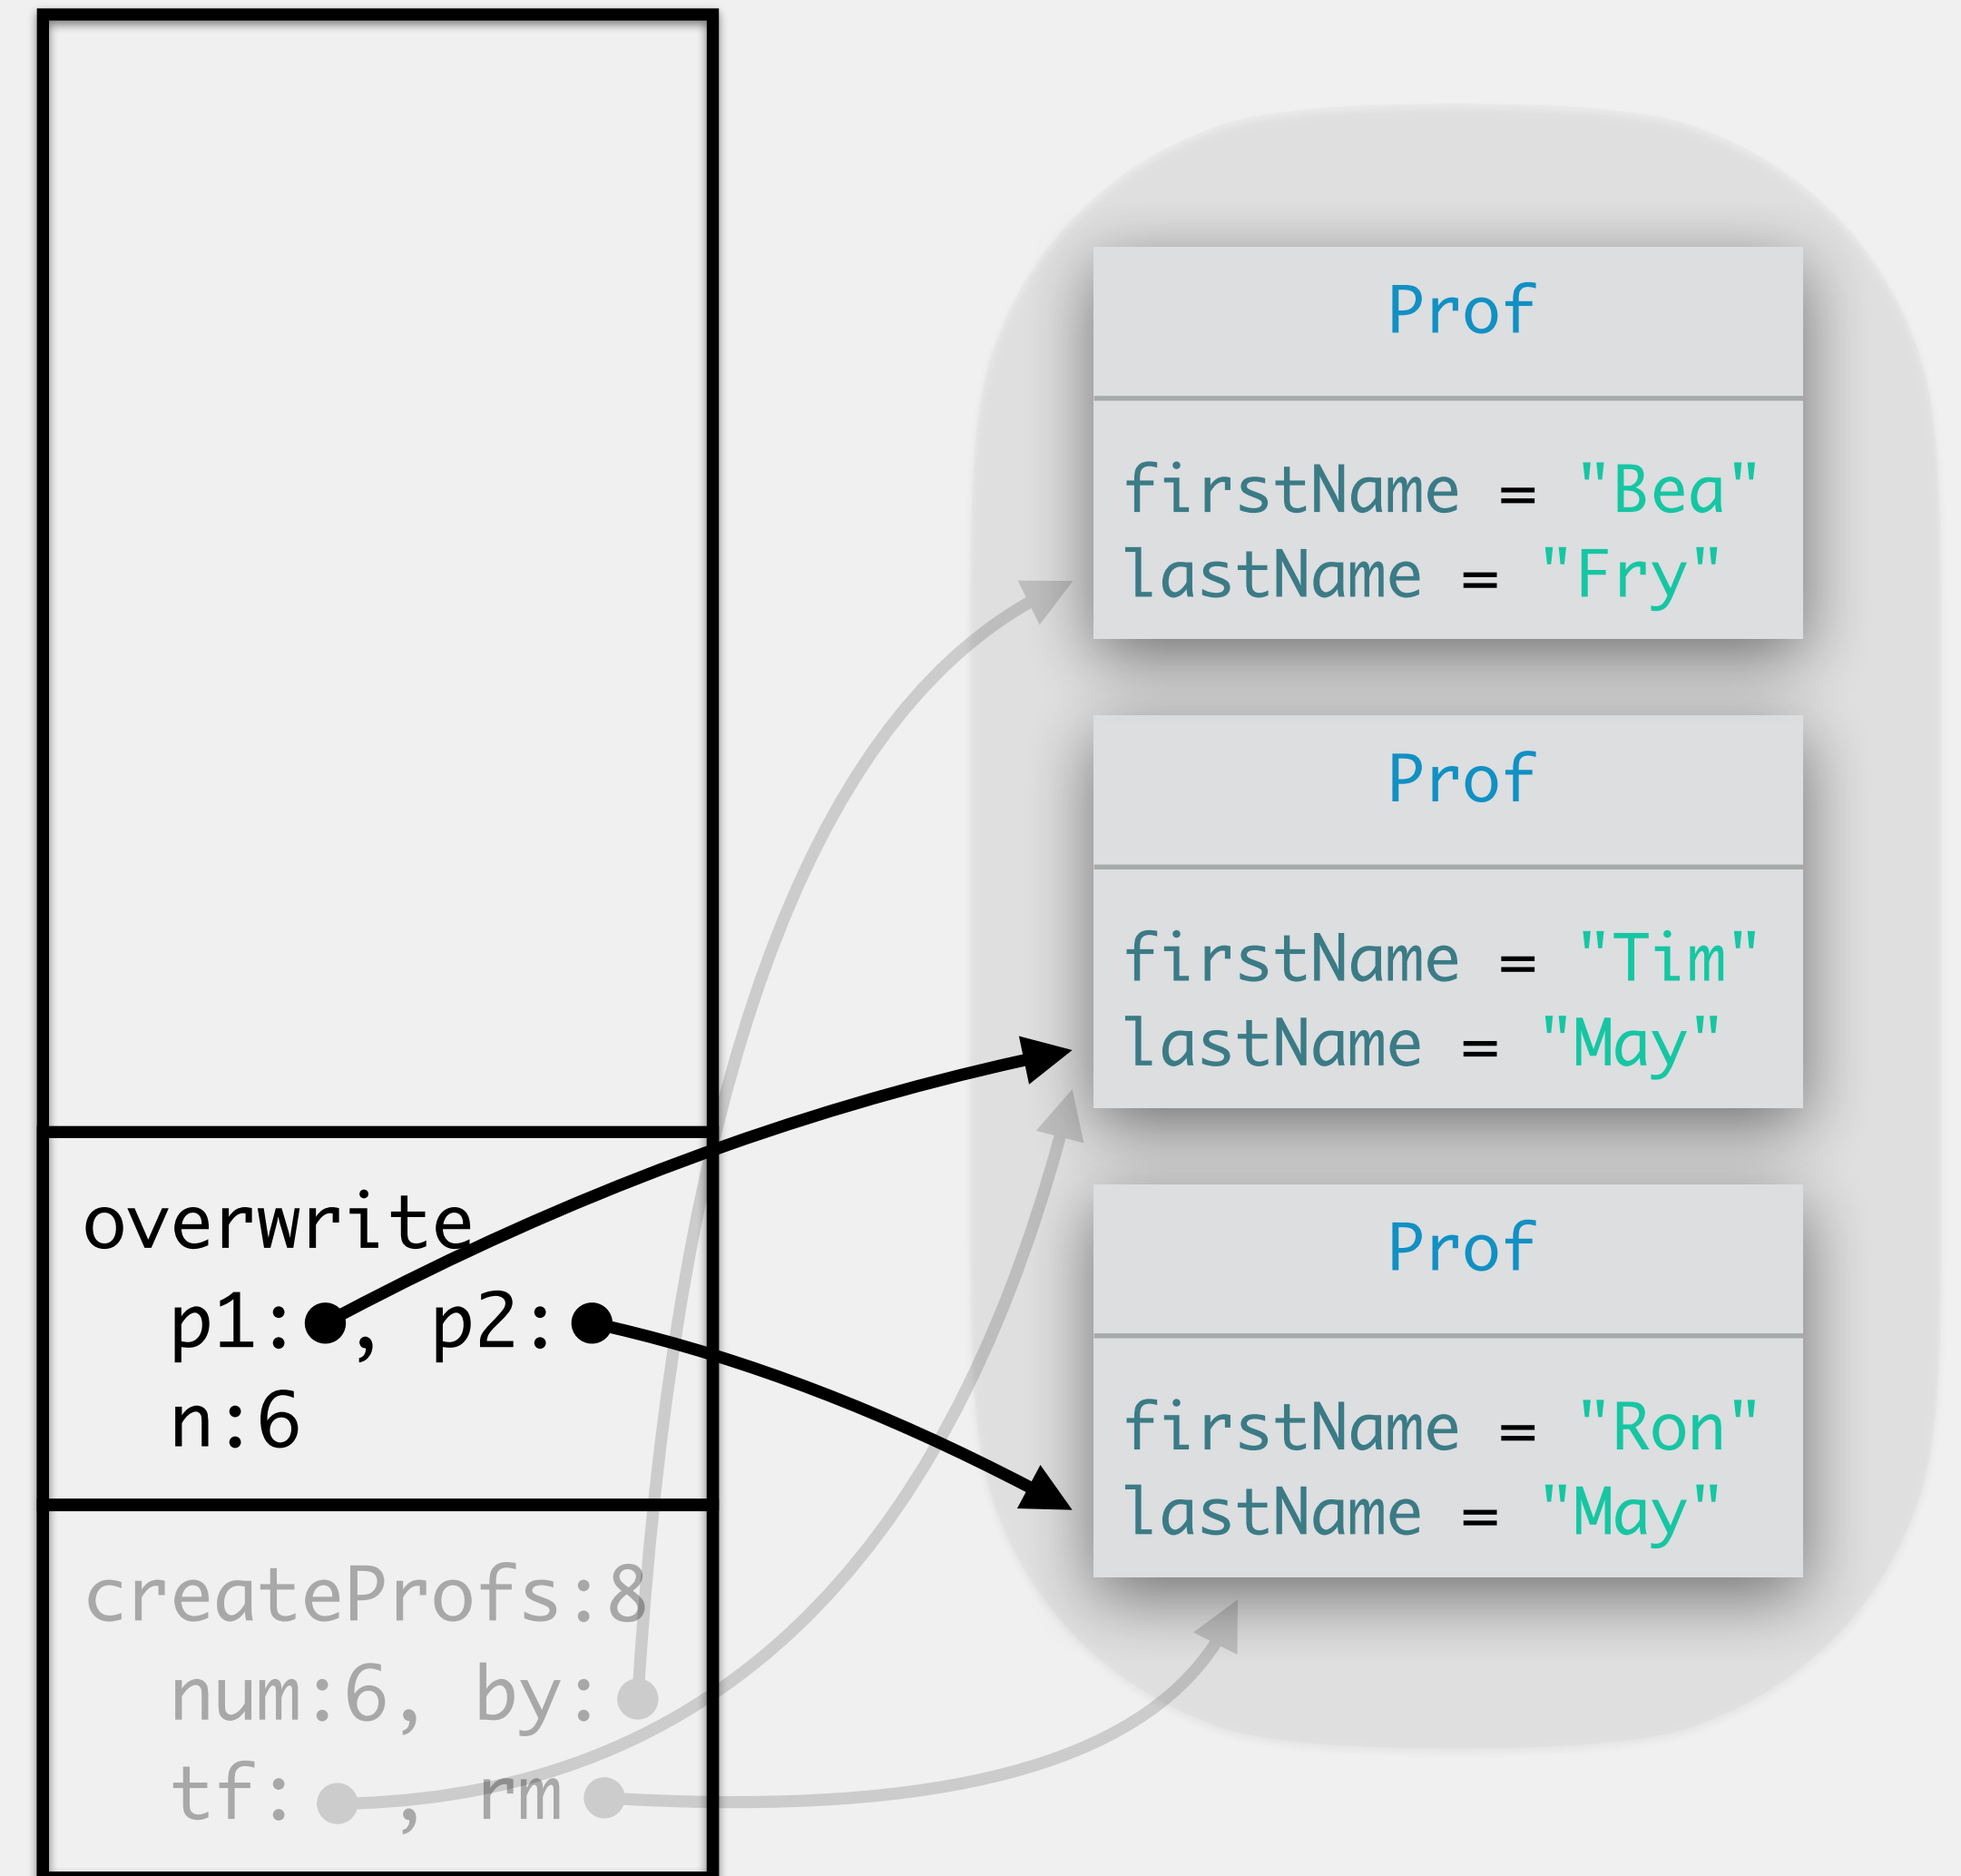 Prof
firstName = "Bea"
lastName = "Fry"
Prof
firstName = "Tim"
lastName = "May"
Prof
firstName = "Ron"
lastName = "May"
overwrite
p1: , p2:
n:6
createProfs:8
num:6, by:
tf: , rm